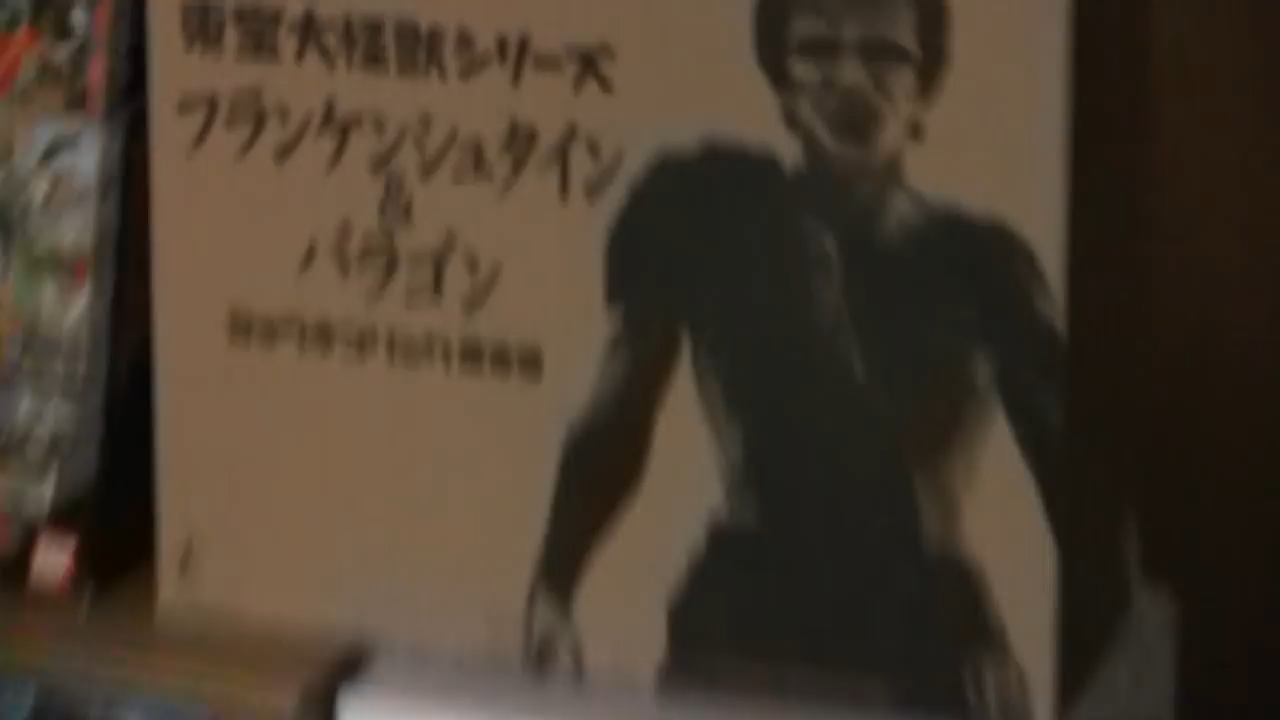 東宝大怪獣シリーズ
フランケンシュタイン
&
バラゴン